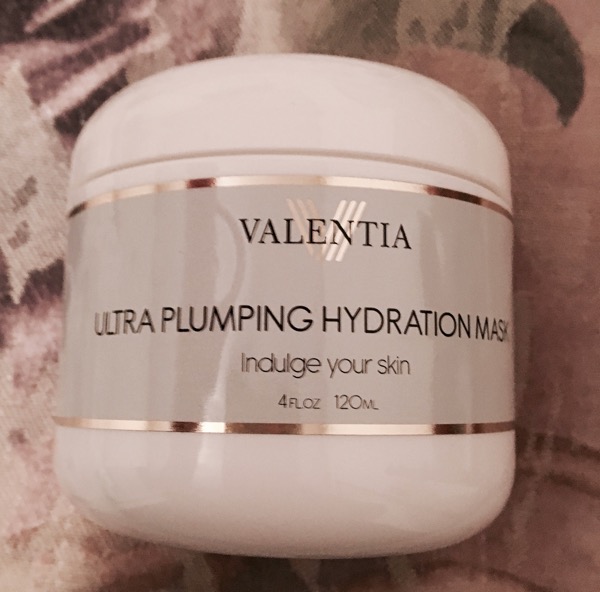 VALENTIA
ULTRA PLUMPING HYDRATION MASK
Indulge your skin
4FLOZ 120ML